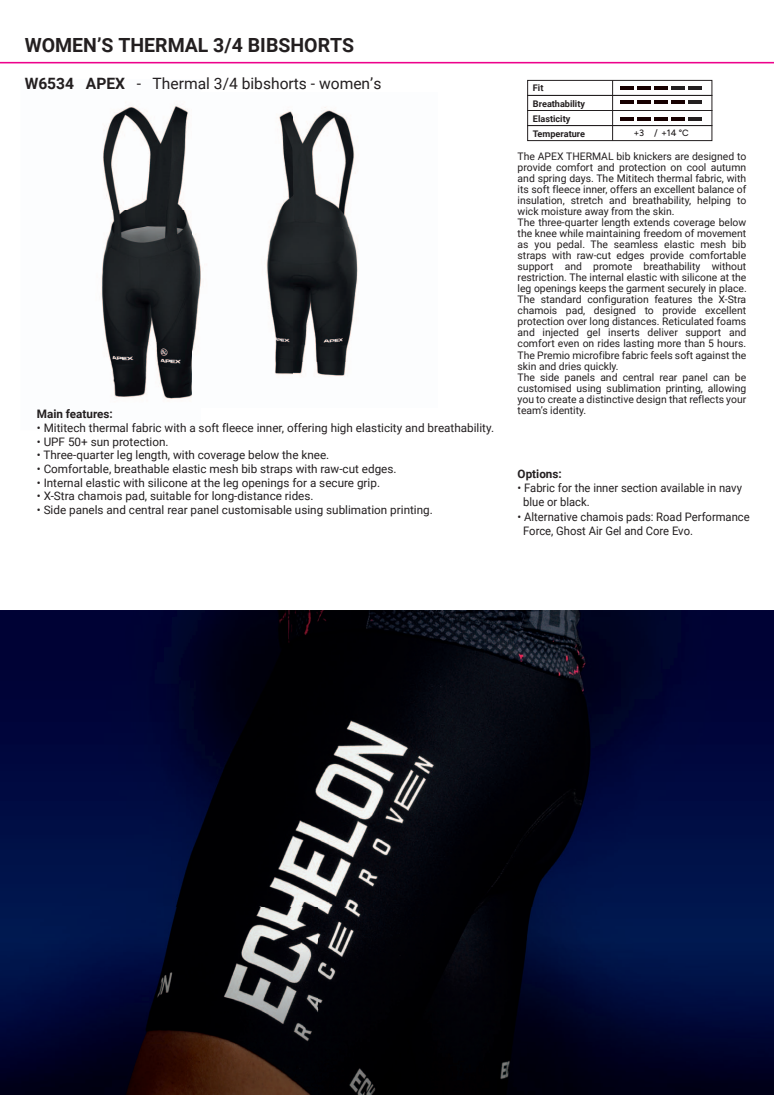 WOMEN’S THERMAL 3/4 BIBSHORTS
W6534 APEX - Thermal 3/4 bibshorts - women’s
Fit
Breathability
Elasticity
Temperature +3 / +14 °C
The APEX THERMAL bib knickers are designed to
provide comfort and protection on cool autumn
and spring days. The Mititech thermal fabric, with
its soft fleece inner, offers an excellent balance of
insulation, stretch and breathability, helping to
wick moisture away from the skin.
The three-quarter length extends coverage below
the knee while maintaining freedom of movement
as you pedal. The seamless elastic mesh bib
straps with raw-cut edges provide comfortable
support and promote breathability without
restriction. The internal elastic with silicone at the
leg openings keeps the garment securely in place.
The standard configuration features the X-Stra
chamois pad, designed to provide excellent
protection over long distances. Reticulated foams
and injected gel inserts deliver support and
comfort even on rides lasting more than 5 hours.
The Premio microfibre fabric feels soft against the
skin and dries quickly.
The side panels and central rear panel can be
customised using sublimation printing, allowing
you to create a distinctive design that reflects your
team’s identity.
APEX
APEX
APEX
APEX
Main features:
• Mititech thermal fabric with a soft fleece inner, offering high elasticity and breathability.
• UPF 50+ sun protection.
• Three-quarter leg length, with coverage below the knee.
• Comfortable, breathable elastic mesh bib straps with raw-cut edges.
• Internal elastic with silicone at the leg openings for a secure grip.
• X-Stra chamois pad, suitable for long-distance rides.
• Side panels and central rear panel customisable using sublimation printing.
Options:
• Fabric for the inner section available in navy
blue or black.
• Alternative chamois pads: Road Performance
Force, Ghost Air Gel and Core Evo.
ECHELON
RACE PROVEN